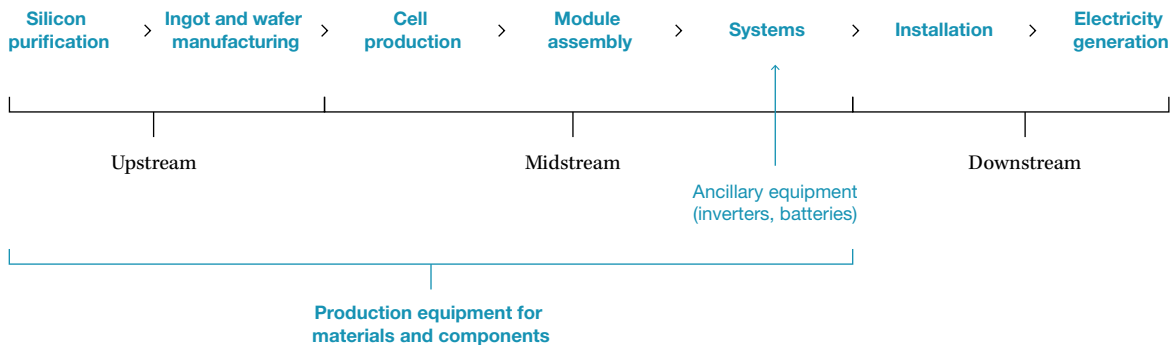 Silicon
purification
Ingot and wafer
manufacturing
Cell
production
Module
assembly
Systems
Installation
Electricity
generation
Upstream
Midstream
Downstream
Ancillary equipment
(inverters, batteries)
Production equipment for
materials and components